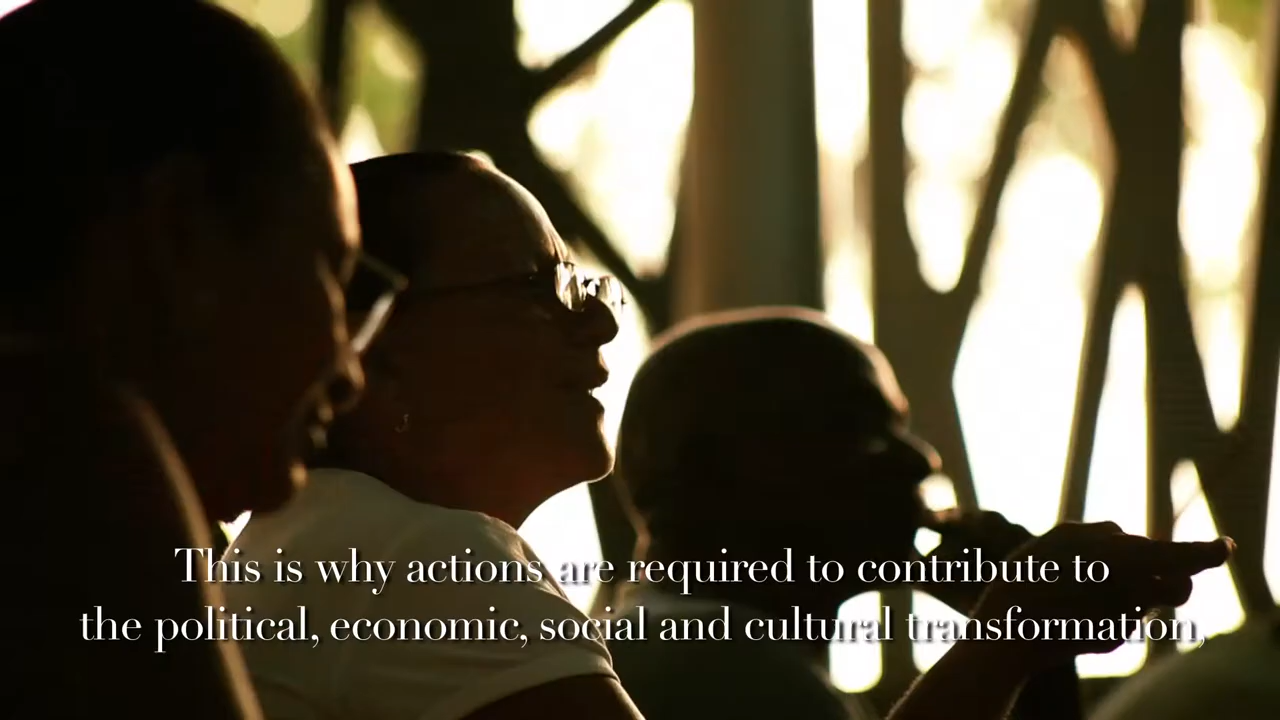 This is why actions are required to contribute to
the political, economic, social and cultural transformation,